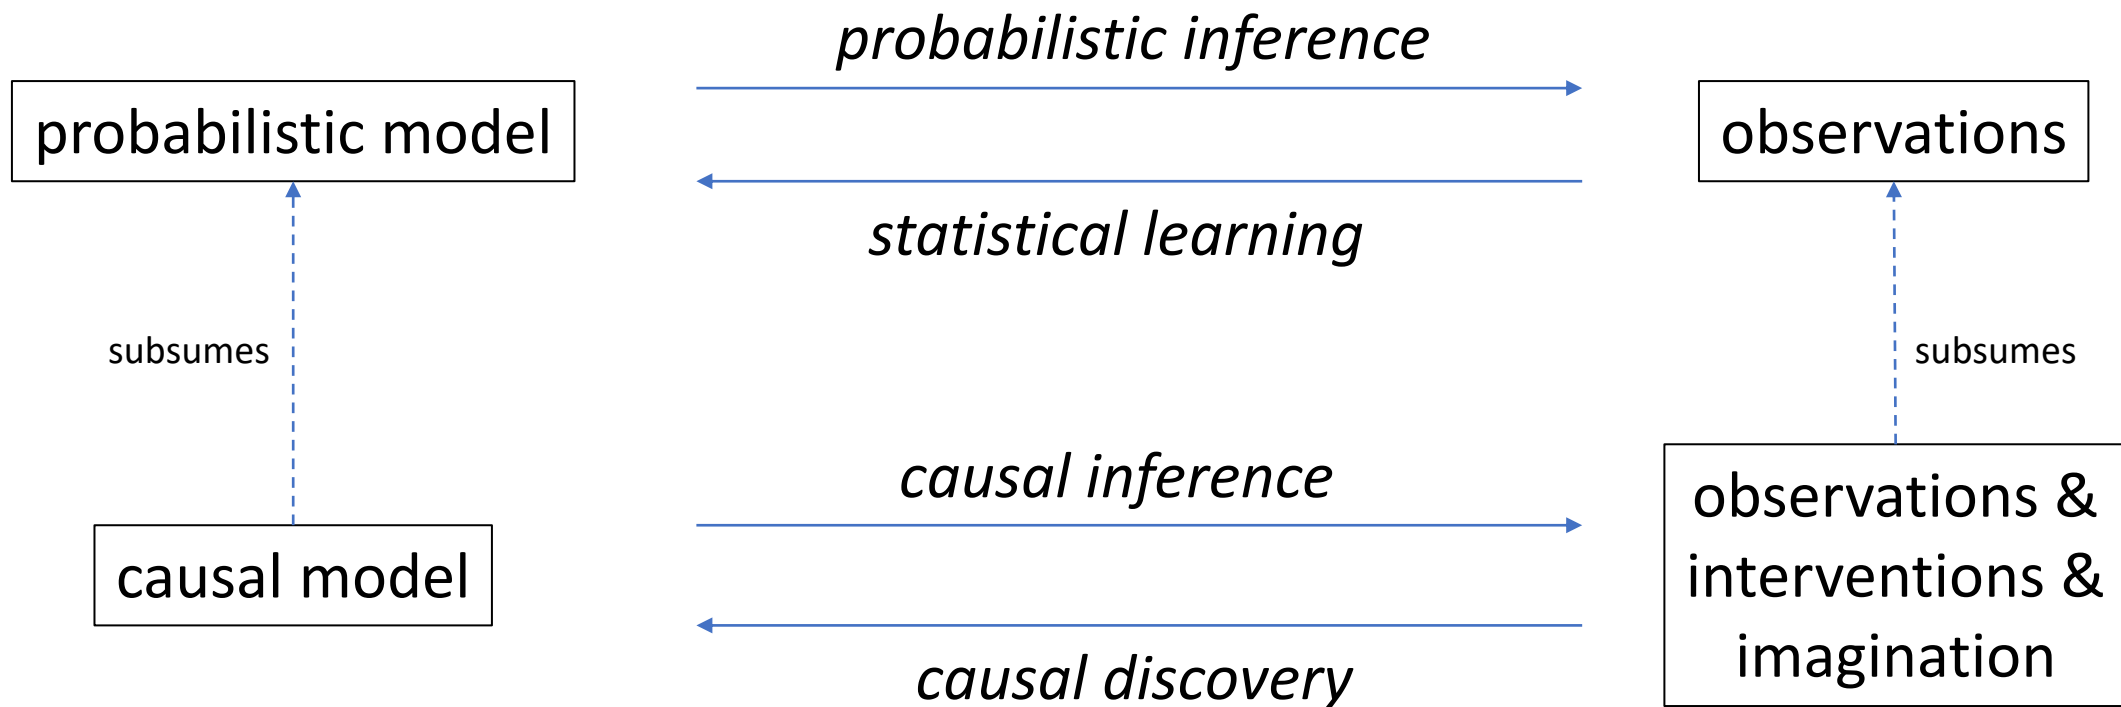 probabilistic inference
probabilistic model
observations
statistical learning
subsumes
subsumes
causal inference
causal model
observations &
interventions &
imagination
causal discovery